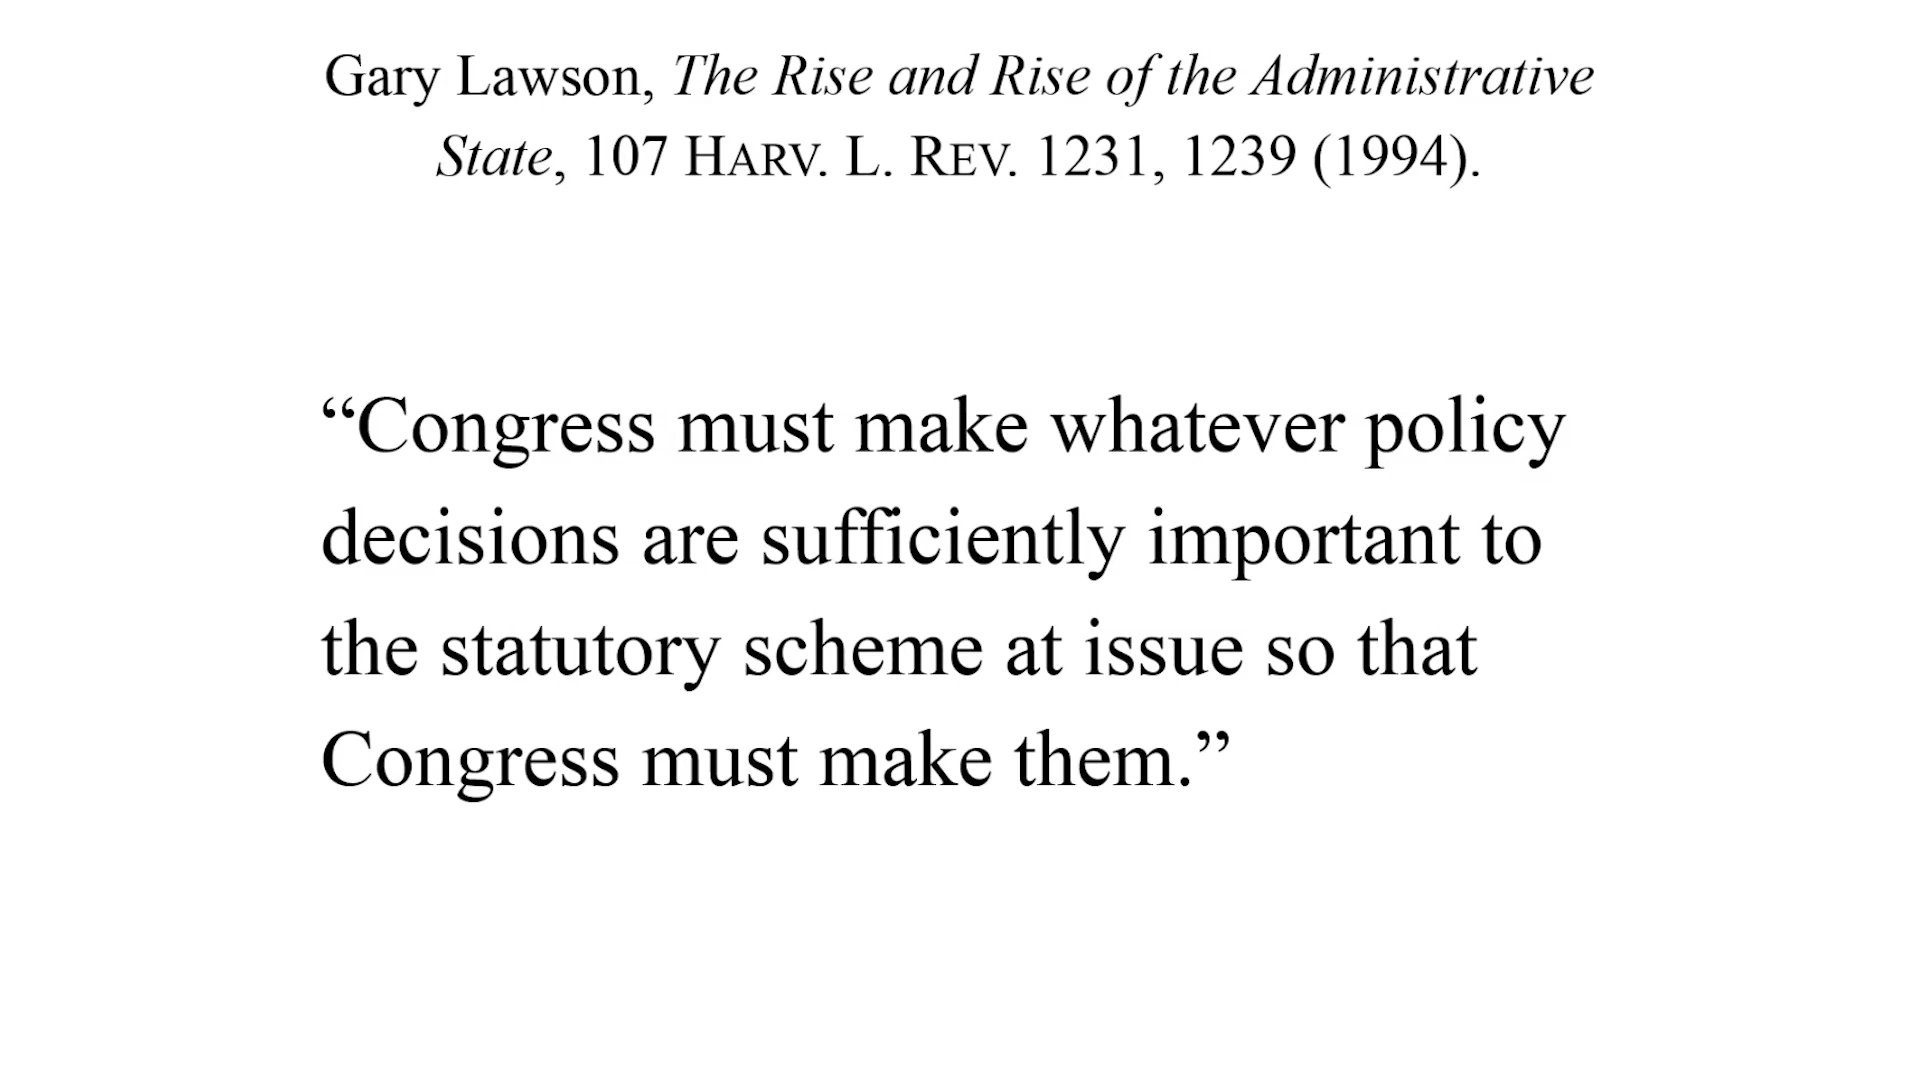 Gary Lawson, The Rise and Rise of the Administrative
State, 107 HARV. L. REV. 1231, 1239 (1994).
“Congress must make whatever policy
decisions are sufficiently important to
the statutory scheme at issue so that
Congress must make them.”